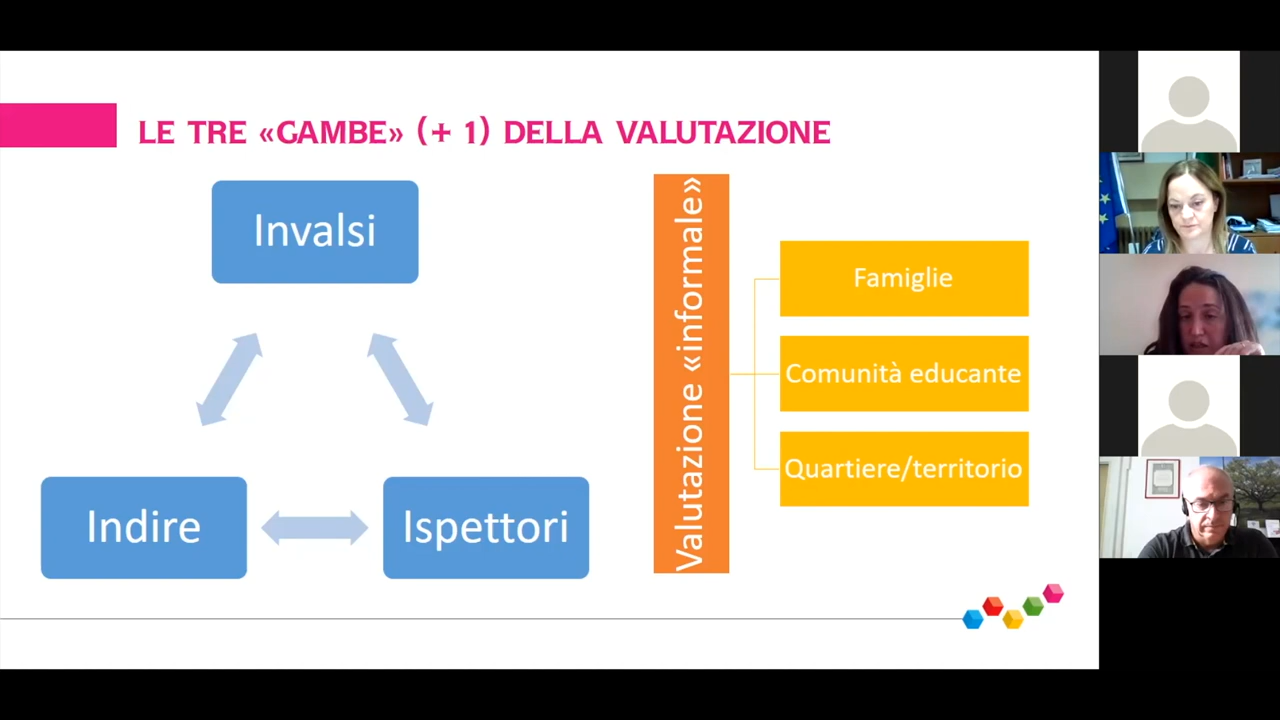 LE TRE «GAMBE» (+ 1) DELLA VALUTAZIONE
Invalsi
Indire
Ispettori
Valutazione «informale»
Famiglie
Comunità educante
Quartiere/territorio